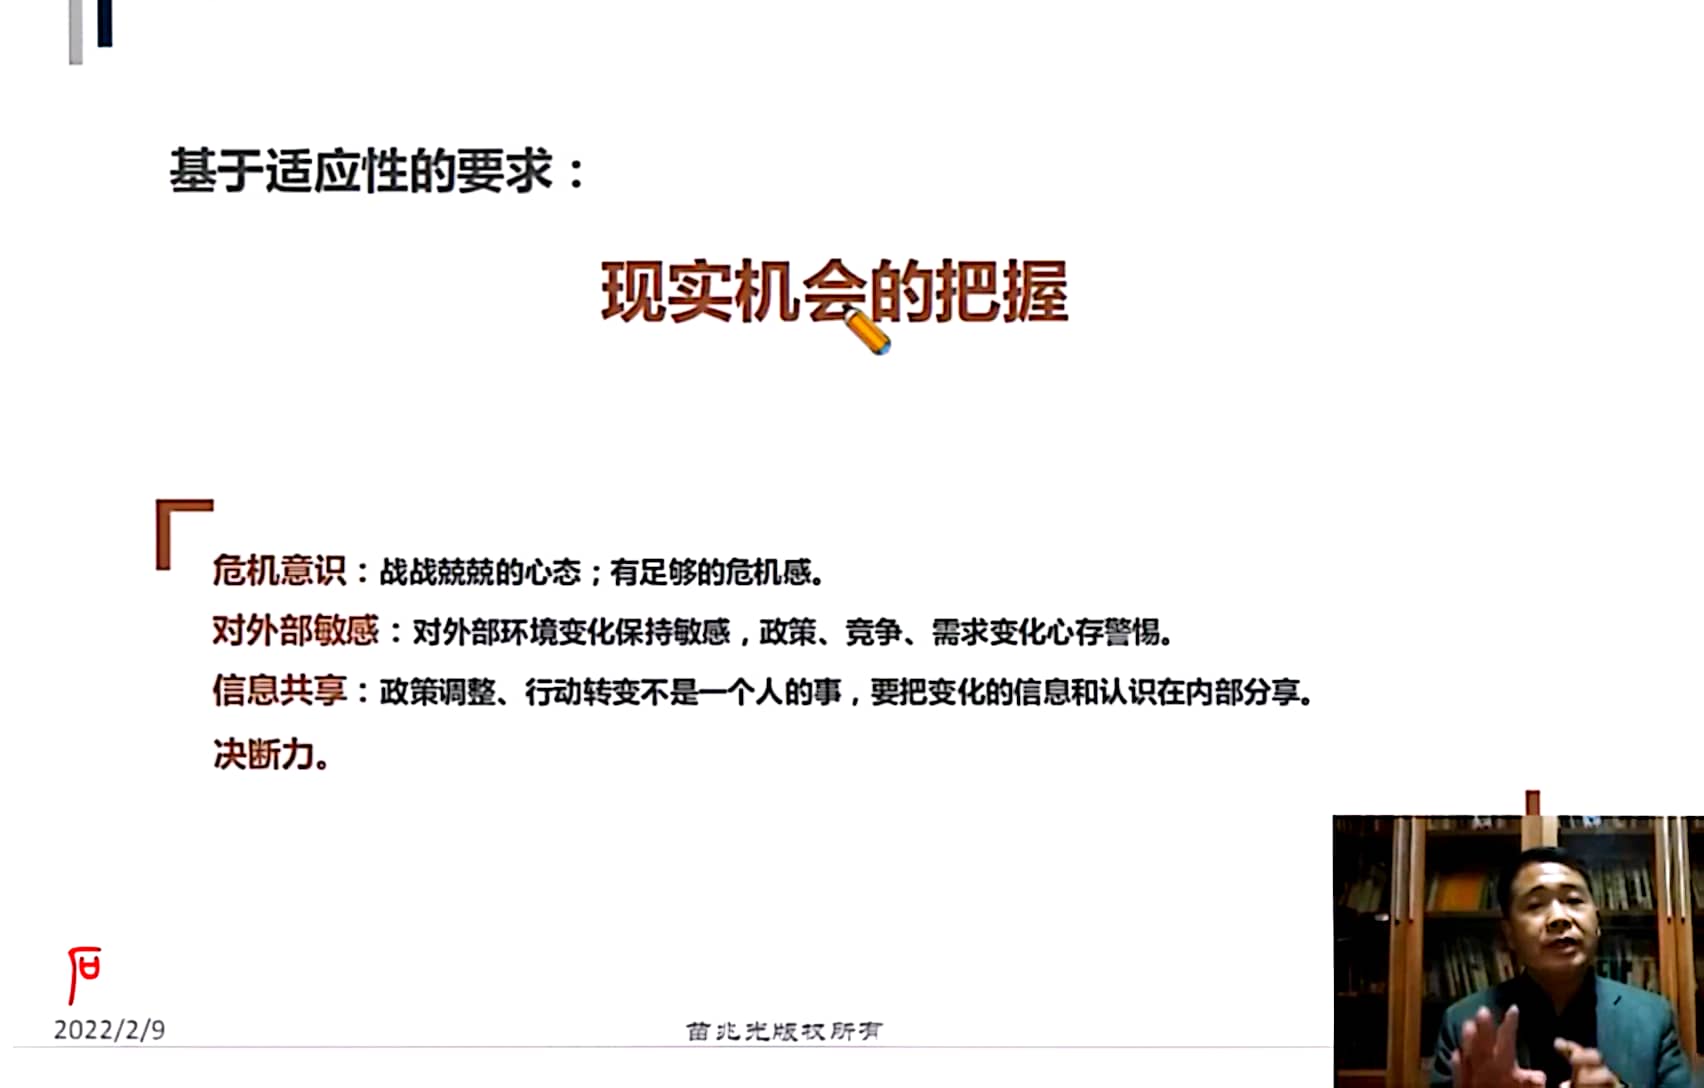 基于适应性的要求：
现实机会的把握
危机意识：战战兢兢的心态；有足够的危机感。
对外部敏感：对外部环境变化保持敏感，政策、竞争、需求变化心存警惕。
信息共享：政策调整、行动转变不是一个人的事，要把变化的信息和认识在内部分享。
决断力。
2022/2/9
苗兆光版权所有